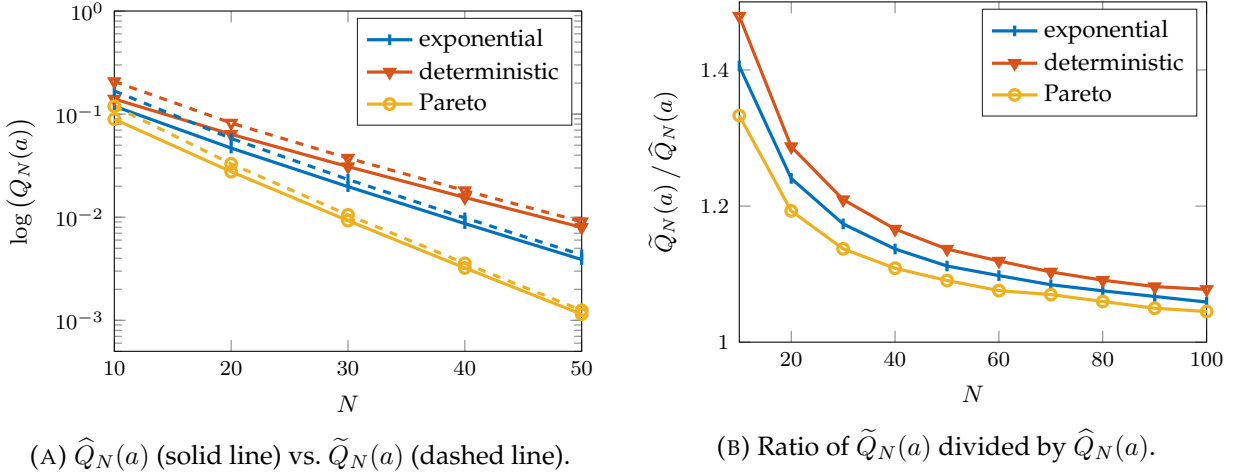 10⁰
10⁻¹
10⁻²
10⁻³
log (Q_N(a))
10 20 30 40 50
N
exponential
deterministic
Pareto
(A) Q̂_N(a) (solid line) vs. Q̃_N(a) (dashed line).
1.4
1.2
1
Q̃_N(a) / Q̂_N(a)
20 40 60 80 100
N
exponential
deterministic
Pareto
(B) Ratio of Q̃_N(a) divided by Q̂_N(a).